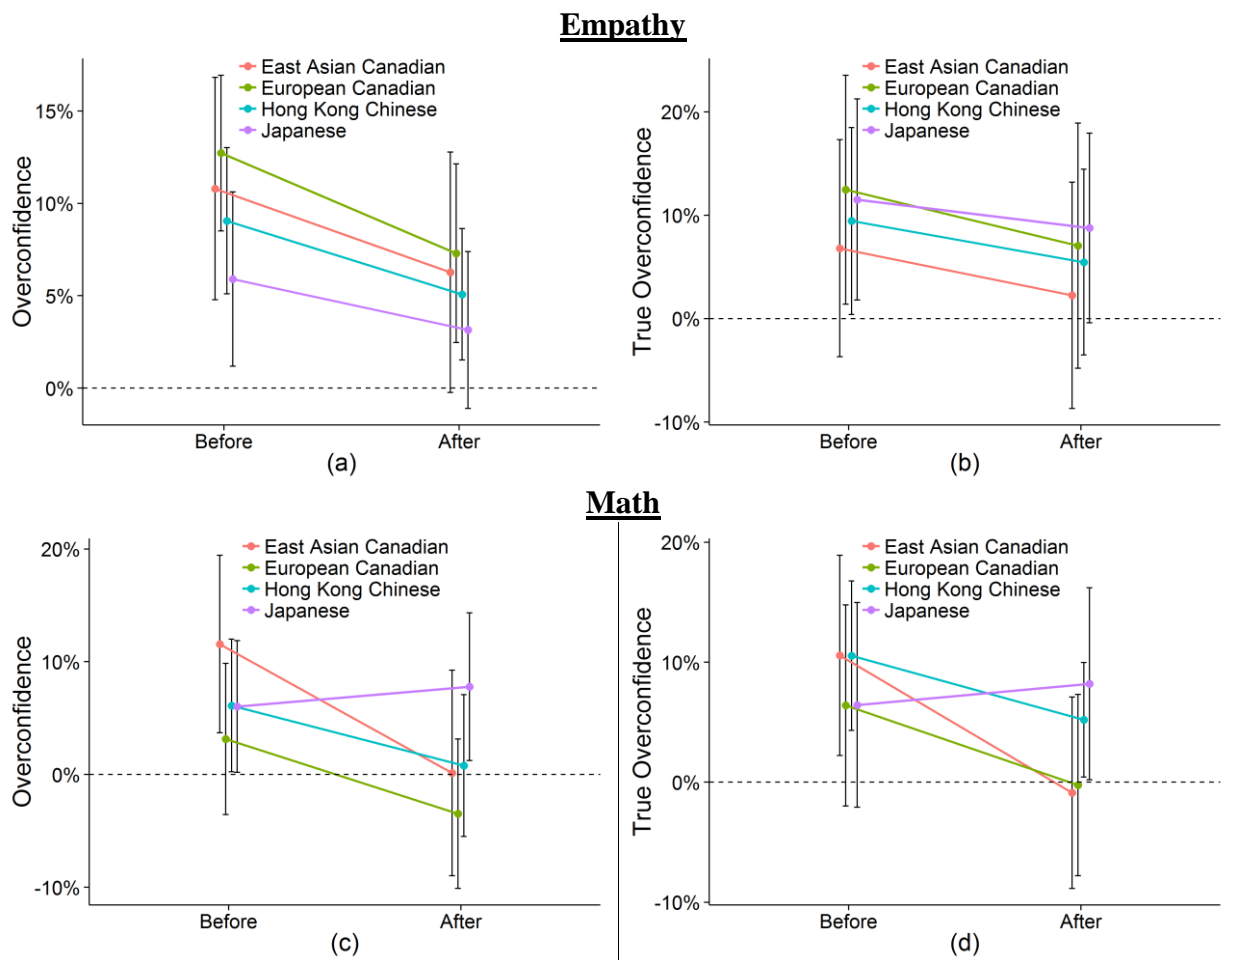 Empathy
East Asian Canadian
European Canadian
Hong Kong Chinese
Japanese
Overconfidence
15%
10%
5%
0%
Before
After
(a)
East Asian Canadian
European Canadian
Hong Kong Chinese
Japanese
True Overconfidence
20%
10%
0%
-10%
Before
After
(b)
Math
East Asian Canadian
European Canadian
Hong Kong Chinese
Japanese
Overconfidence
20%
10%
0%
-10%
Before
After
(c)
East Asian Canadian
European Canadian
Hong Kong Chinese
Japanese
True Overconfidence
20%
10%
0%
-10%
Before
After
(d)